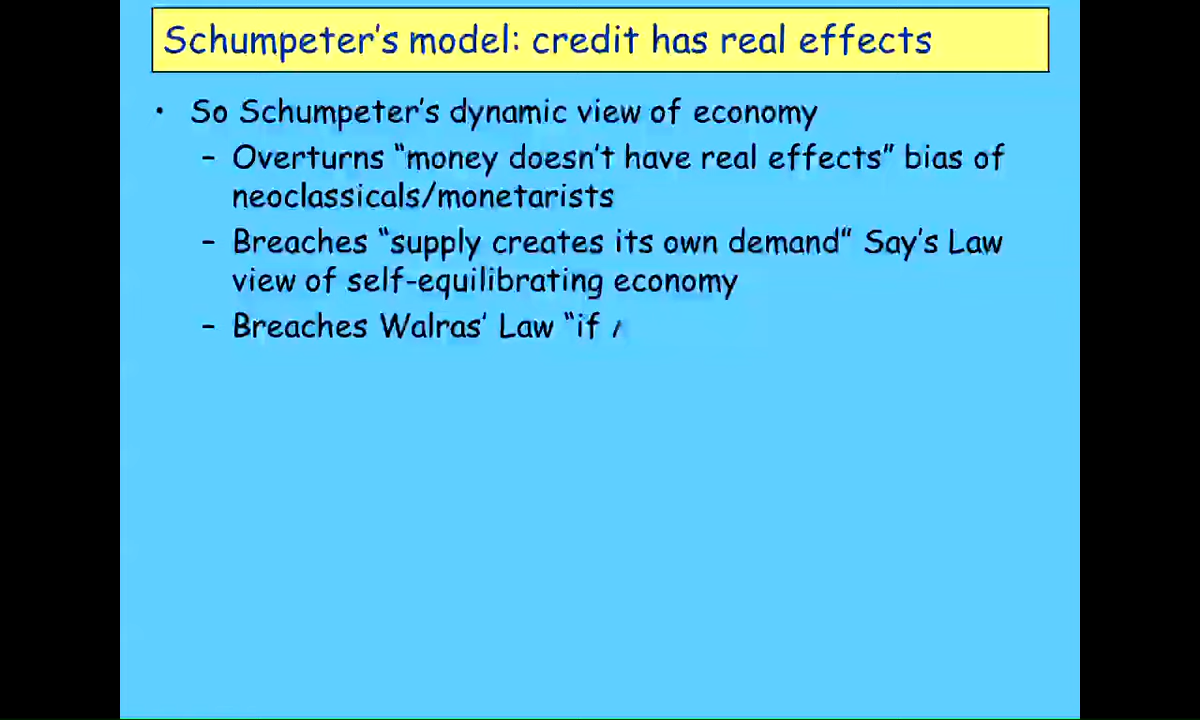 Schumpeter's model: credit has real effects
• So Schumpeter's dynamic view of economy
– Overturns “money doesn't have real effects” bias of
neoclassicals/monetarists
– Breaches “supply creates its own demand” Say's Law
view of self-equilibrating economy
– Breaches Walras' Law “if